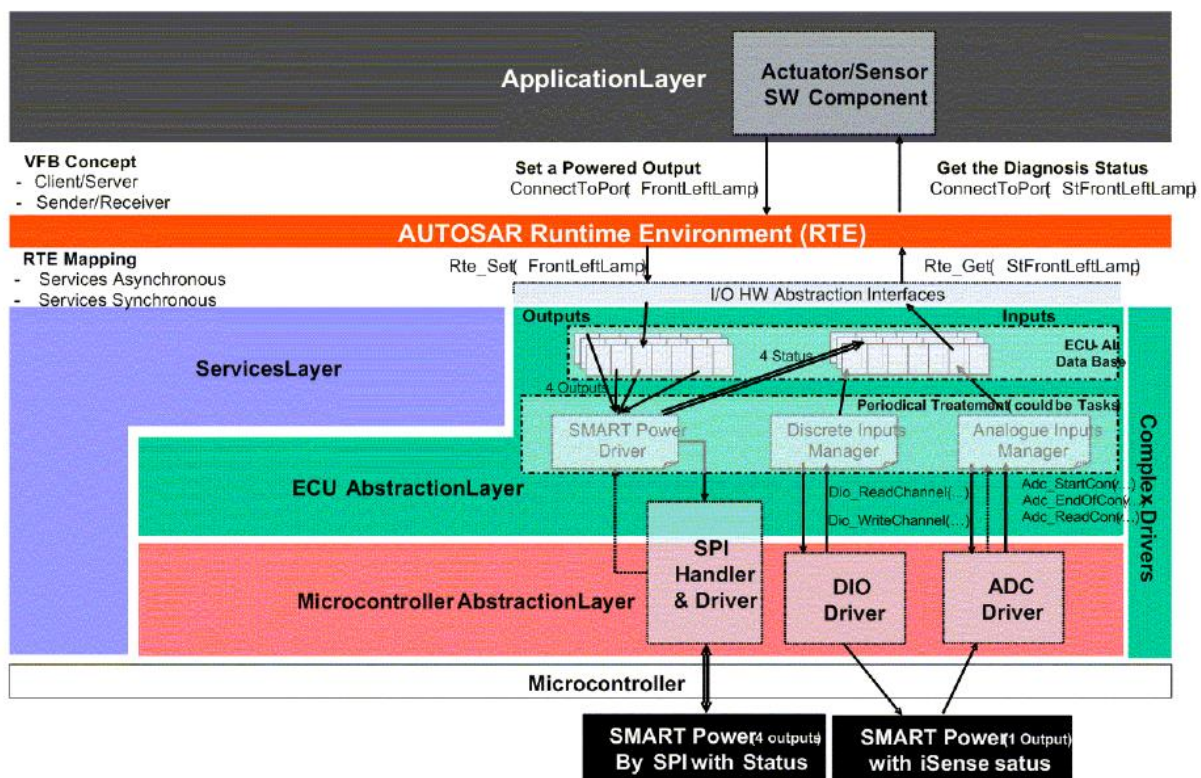 ApplicationLayer
Actuator/Sensor
SW Component
VFB Concept
- Client/Server
- Sender/Receiver
Set a Powered Output
ConnectToPort( FrontLeftLamp)
Get the Diagnosis Status
ConnectToPort( StFrontLeftLamp)
AUTOSAR Runtime Environment (RTE)
RTE Mapping
- Services Asynchronous
- Services Synchronous
Rte_Set( FrontLeftLamp)
Rte_Get( StFrontLeftLamp)
I/O HW Abstraction Interfaces
Outputs
Inputs
4 Status
ECU- AL
Data Base
ServicesLayer
4 Outputs
Periodical Treatement( could be Tasks)
SMART Power
Driver
Discrete Inputs
Manager
Analogue Inputs
Manager
Complex Drivers
ECU AbstractionLayer
Dio_ReadChannel(...)
Dio_WriteChannel(...)
Adc_StartConv(...)
Adc_EndOfConv(...)
Adc_ReadConv(...)
SPI
Handler
& Driver
DIO
Driver
ADC
Driver
Microcontroller AbstractionLayer
Microcontroller
SMART Power(4 outputs)
By SPI with Status
SMART Power(1 Output)
with iSense satus